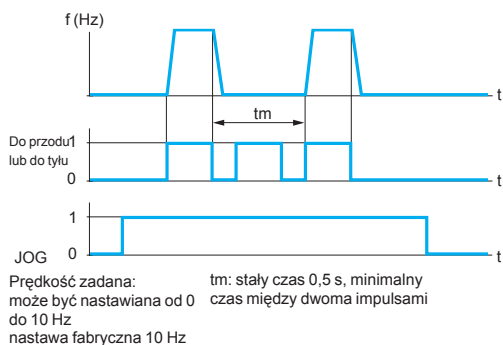 f (Hz)
t
tm
Do przodu
lub do tyłu
1
0
t
1
JOG
0
t
Prędkość zadana:
może być nastawiana od 0
do 10 Hz
nastawa fabryczna 10 Hz
tm: stały czas 0,5 s, minimalny
czas między dwoma impulsami